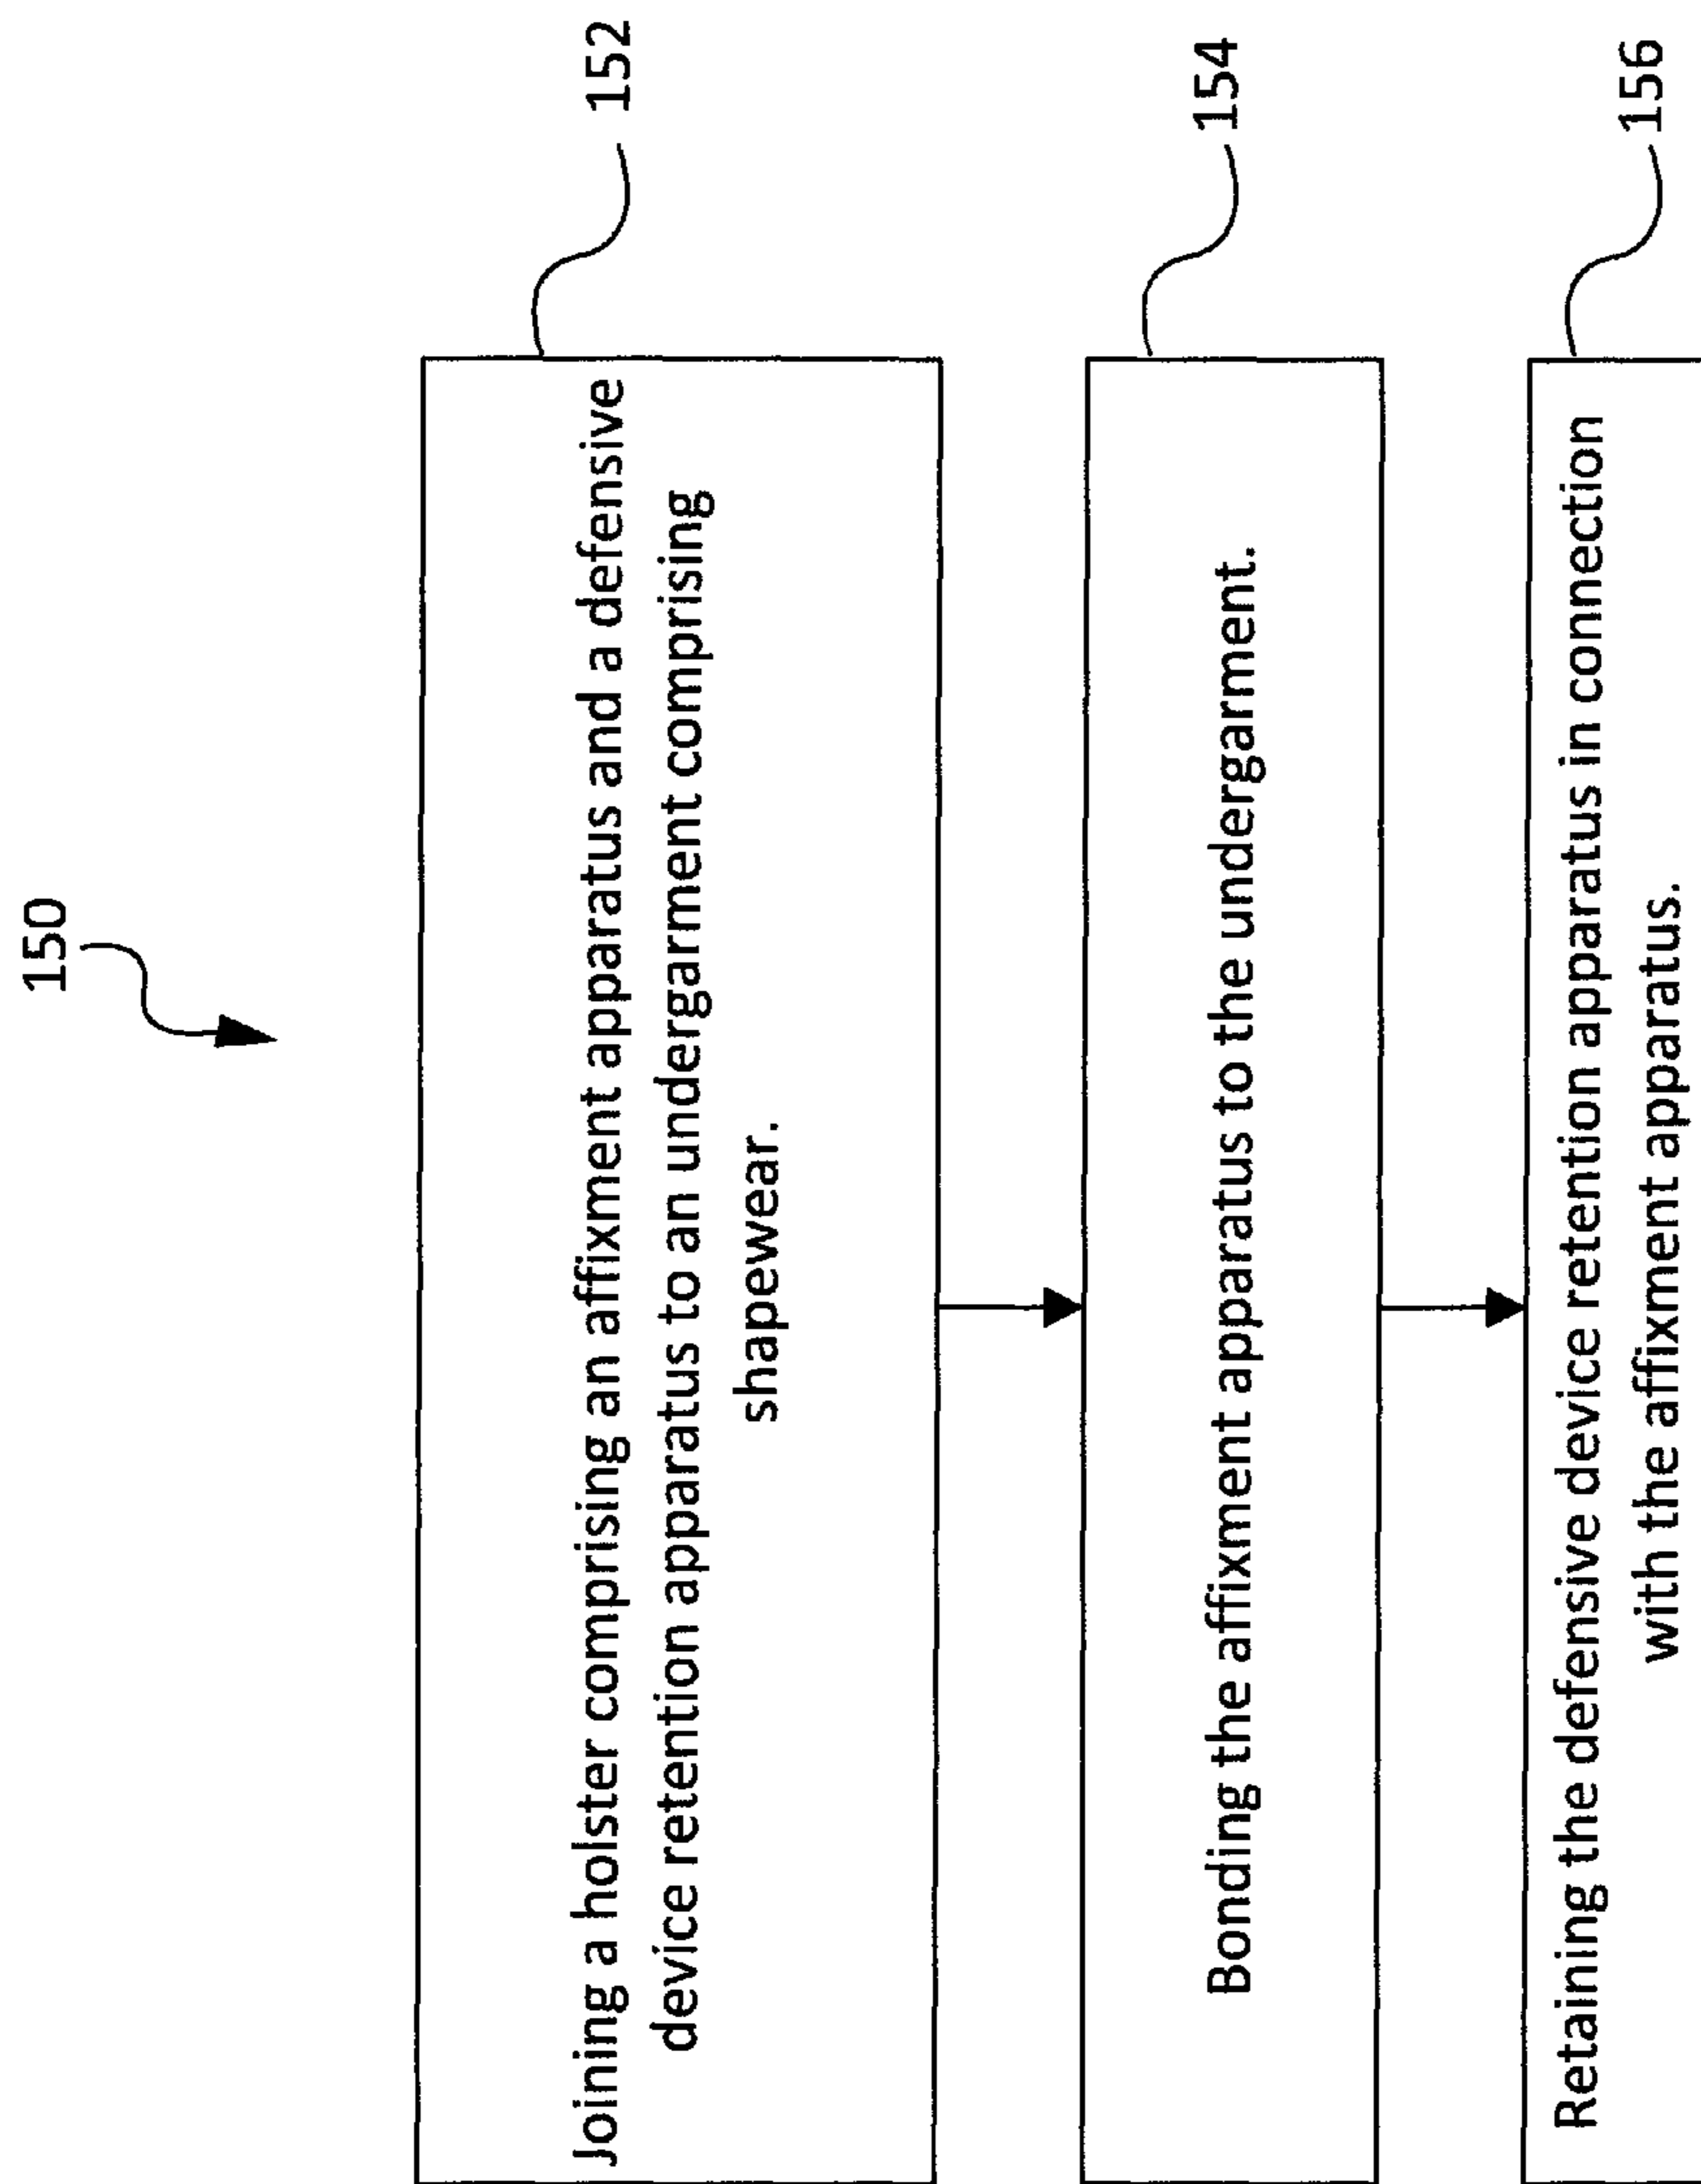 150
Joining a holster comprising an affixment apparatus and a defensive
device retention apparatus to an undergarment comprising
shapewear.
152
Bonding the affixment apparatus to the undergarment.
154
Retaining the defensive device retention apparatus in connection
with the affixment apparatus.
156